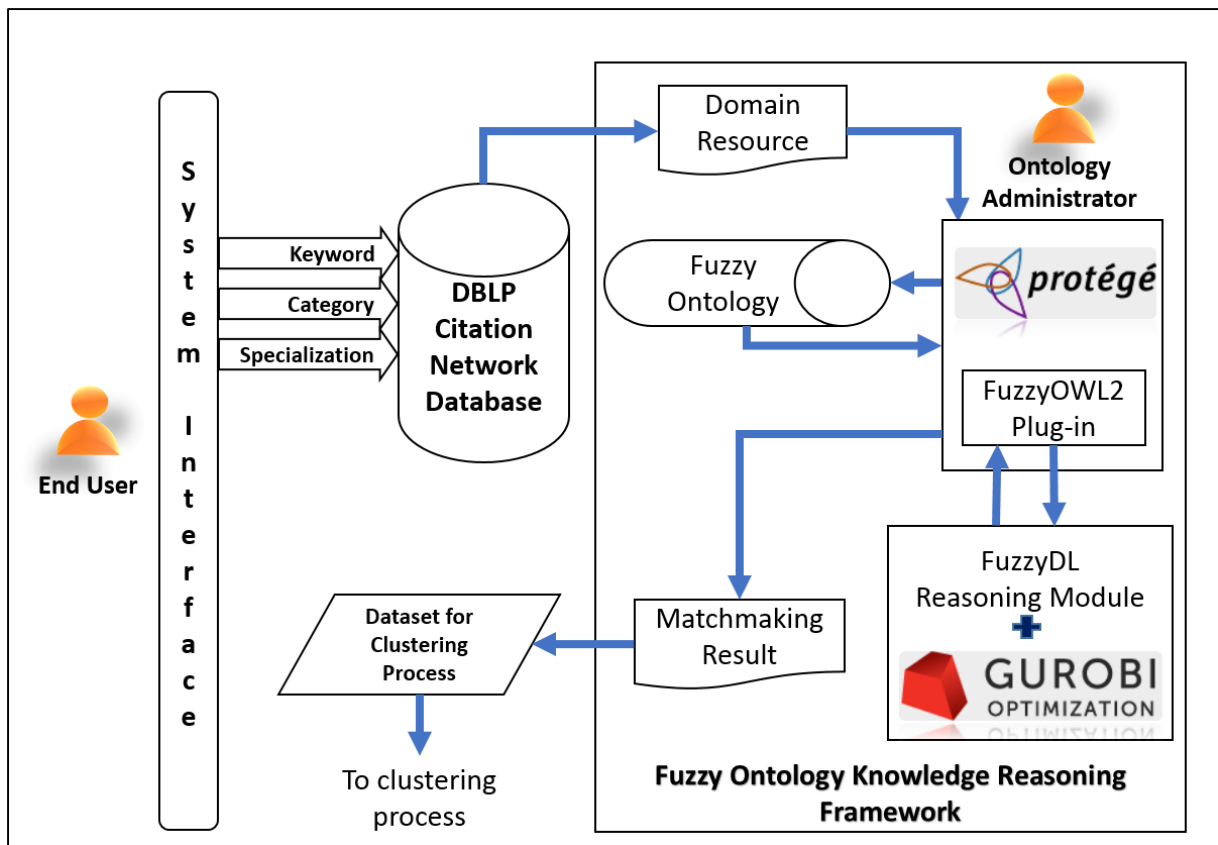 End User
System Interface
Keyword
Category
Specialization
DBLP
Citation
Network
Database
Domain
Resource
Ontology
Administrator
Fuzzy
Ontology
protégé
FuzzyOWL2
Plug-in
FuzzyDL
Reasoning Module
GUROBI
OPTIMIZATION
Matchmaking
Result
Dataset for
Clustering
Process
To clustering
process
Fuzzy Ontology Knowledge Reasoning
Framework